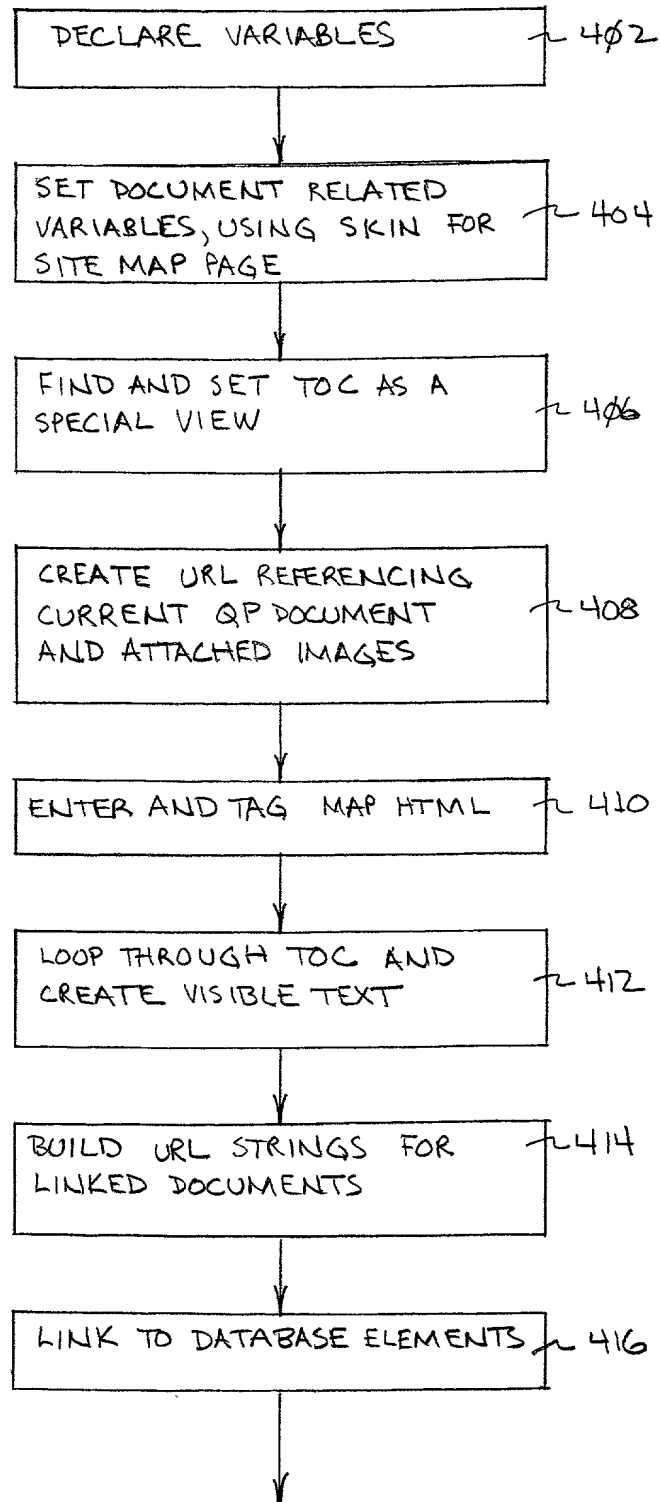 DECLARE VARIABLES 402
SET DOCUMENT RELATED 404
VARIABLES, USING SKIN FOR
SITE MAP PAGE
FIND AND SET TOC AS A 406
SPECIAL VIEW
CREATE URL REFERENCING
CURRENT QP DOCUMENT 408
AND ATTACHED IMAGES
ENTER AND TAG MAP HTML 410
LOOP THROUGH TOC AND 412
CREATE VISIBLE TEXT
BUILD URL STRINGS FOR 414
LINKED DOCUMENTS
LINK TO DATABASE ELEMENTS 416